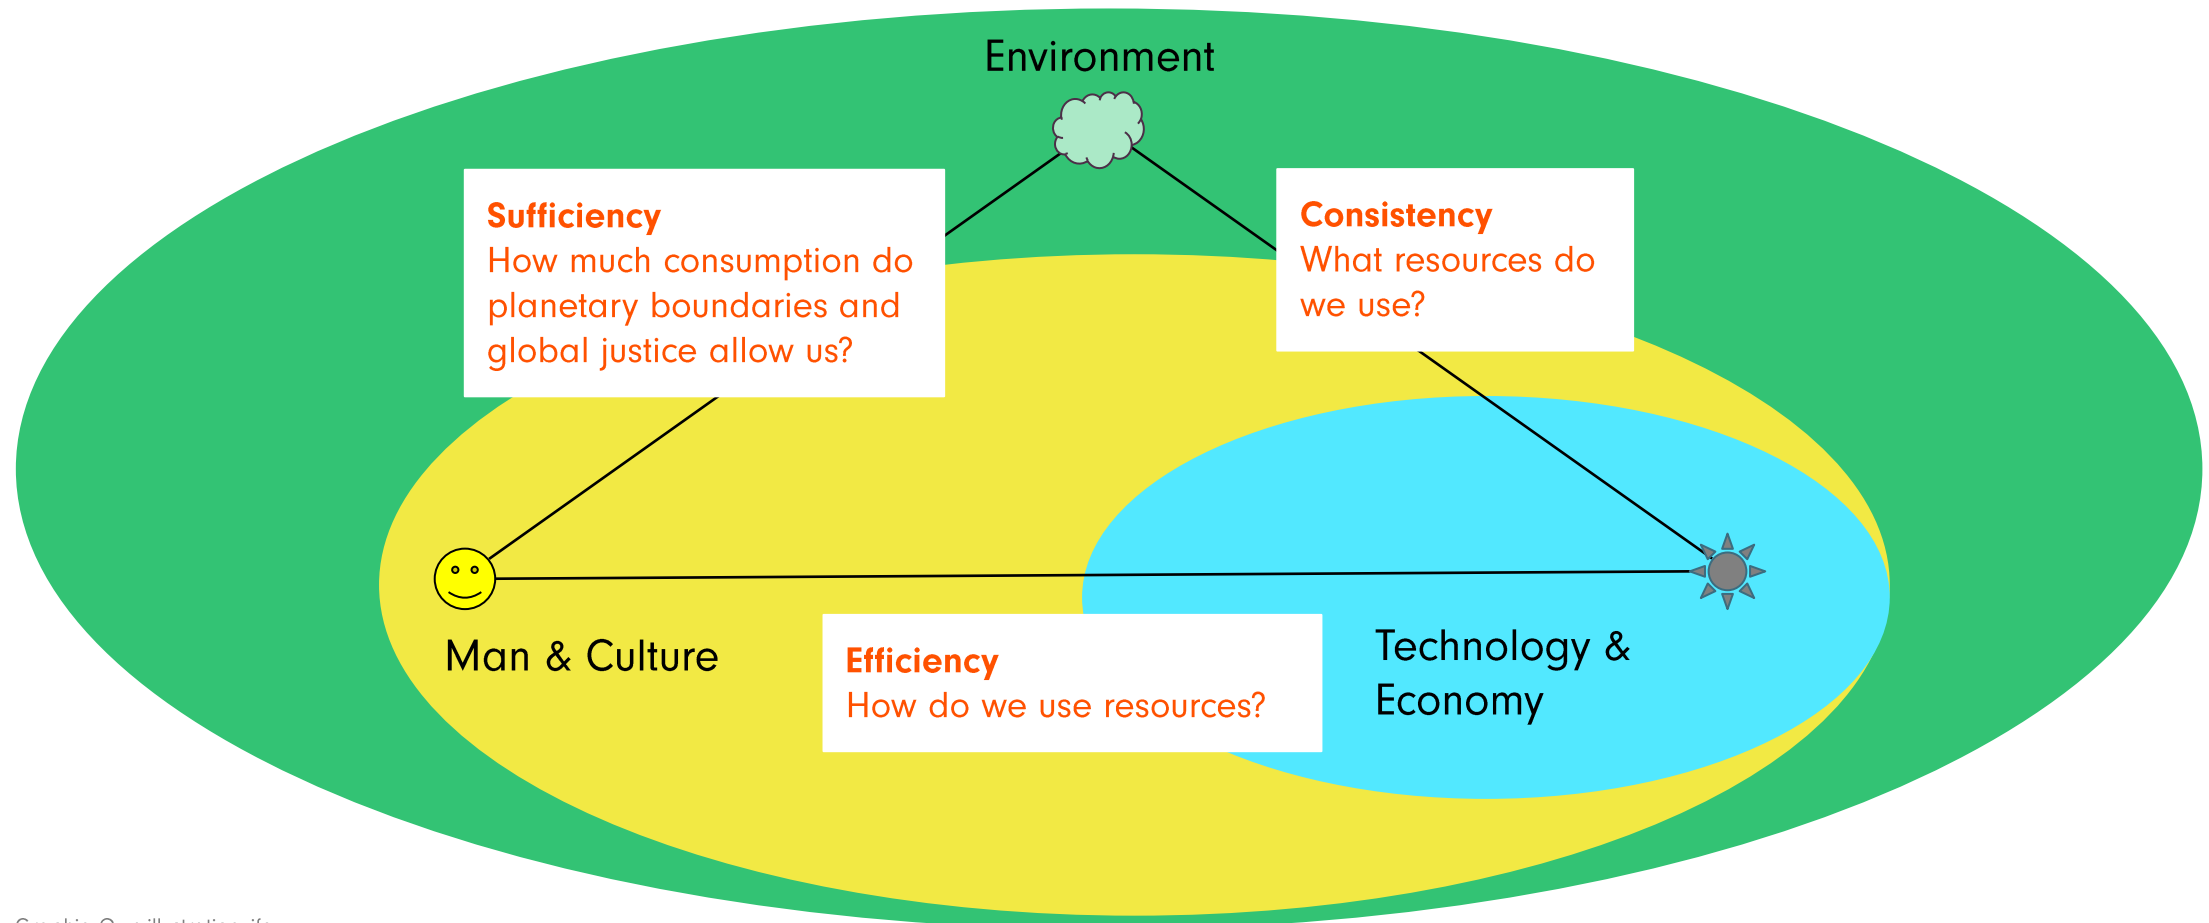 Environment
Sufficiency
How much consumption do
planetary boundaries and
global justice allow us?
Consistency
What resources do
we use?
Man & Culture
Efficiency
How do we use resources?
Technology &
Economy